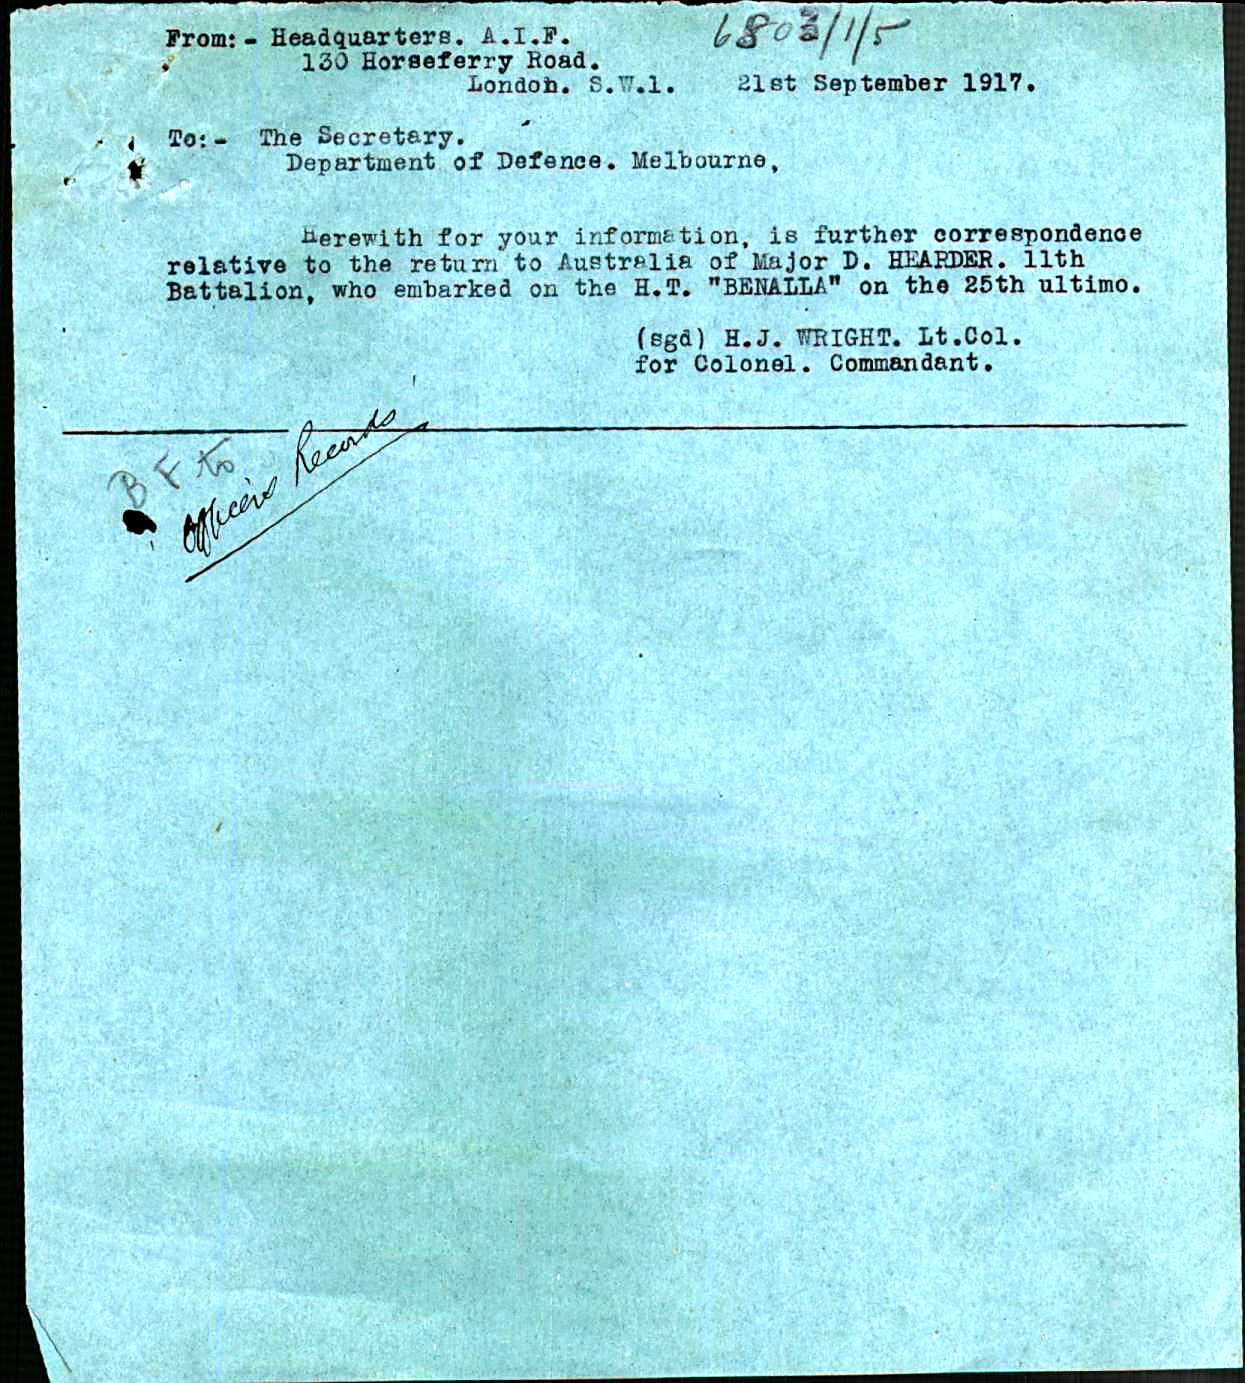 6803/1/5
From:- Headquarters. A.I.F.
130 Horseferry Road.
London. S.W.1. 21st September 1917.
To:- The Secretary.
Department of Defence. Melbourne,
Herewith for your information, is further correspondence
relative to the return to Australia of Major D. HEARDER. 11th
Battalion, who embarked on the H.T. "BENALLA" on the 25th ultimo.
(sgd) H.J. WRIGHT. Lt.Col.
for Colonel. Commandant.
B F to
Officers Records